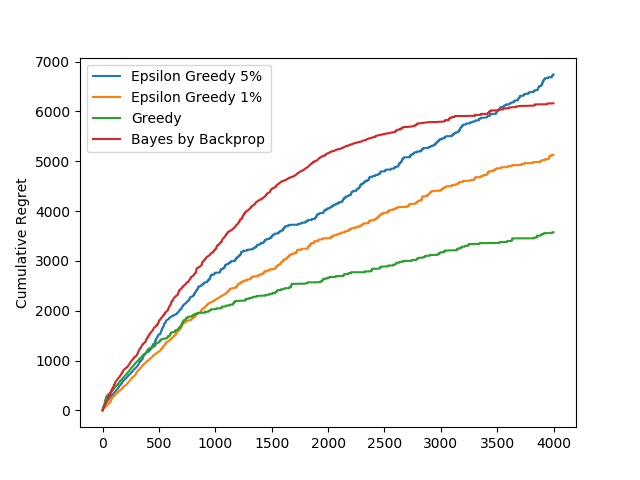 7000
6000
5000
4000
3000
2000
1000
0
Cumulative Regret
Epsilon Greedy 5%
Epsilon Greedy 1%
Greedy
Bayes by Backprop
0 500 1000 1500 2000 2500 3000 3500 4000